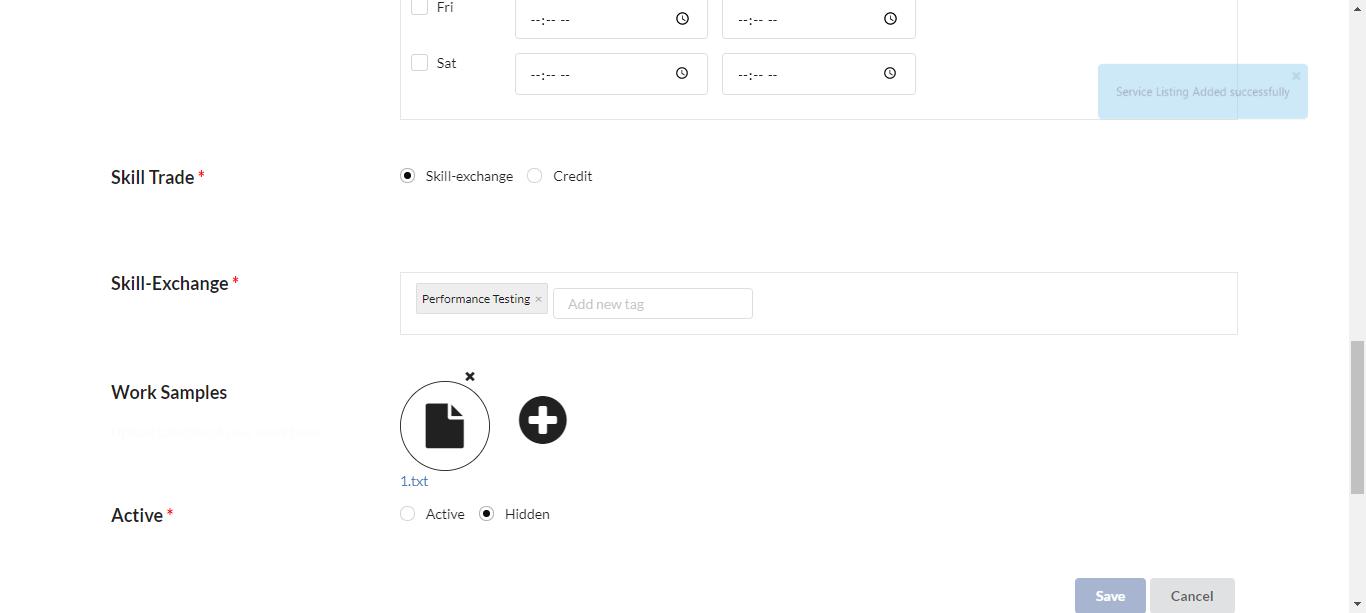 Fri
--:-- --
--:-- --
Sat
--:-- --
--:-- --
Service Listing Added successfully
Skill Trade *
Skill-exchange
Credit
Skill-Exchange *
Performance Testing ×
Add new tag
Work Samples
1.txt
Active *
Active
Hidden
Save
Cancel